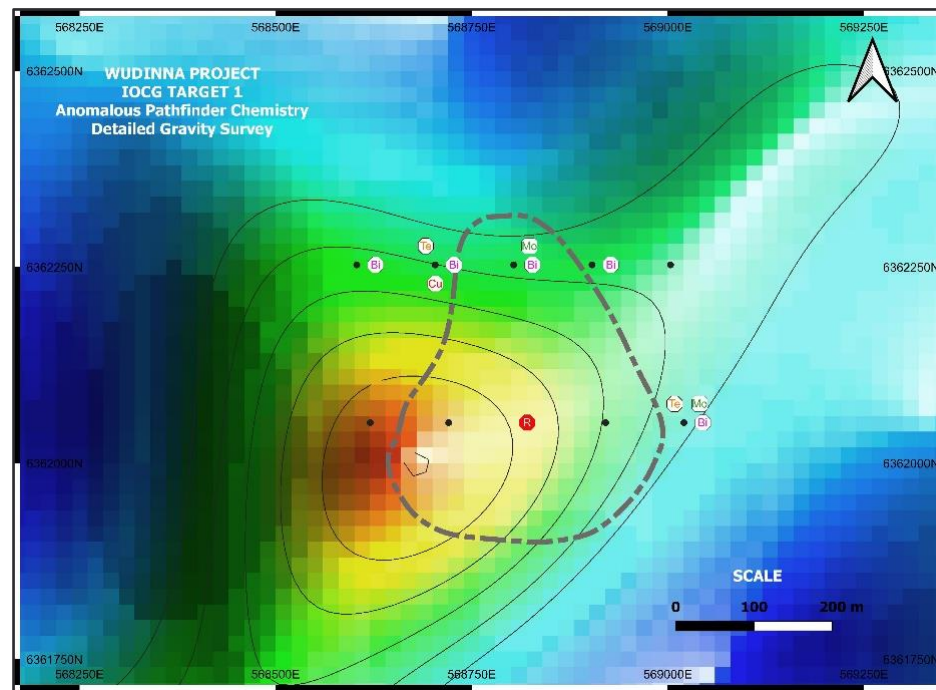 568250E 568500E 568750E 569000E 569250E
6362500N 6362500N
WUDINNA PROJECT
IOCG TARGET 1
Anomalous Pathfinder Chemistry
Detailed Gravity Survey
Te Mo
6362250N Bi Bi Bi Bi 6362250N
Cu
Te Mo
R Bi
6362000N 6362000N
SCALE
0 100 200 m
6361750N 6361750N
568250E 568500E 568750E 569000E 569250E